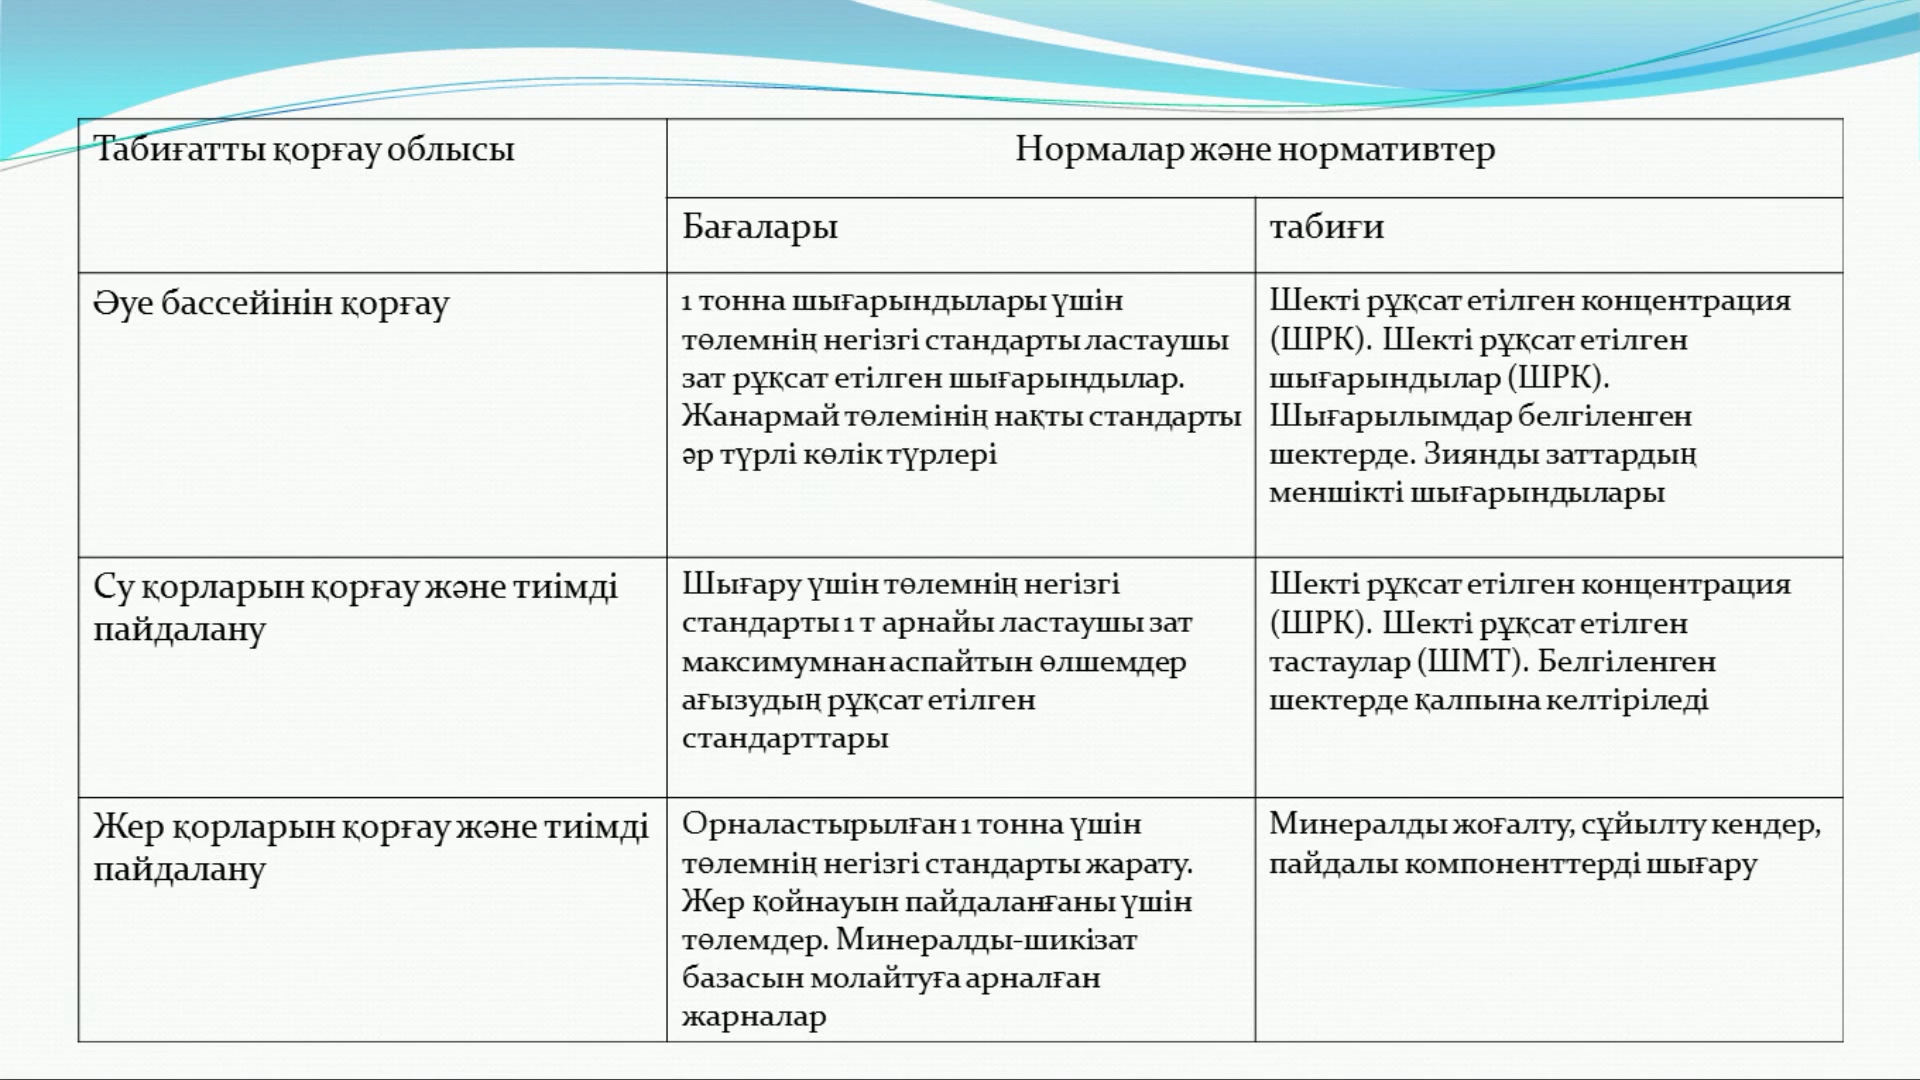 Табиғатты қорғау облысы
Нормалар және нормативтер
Бағалары
табиғи
Әуе бассейінін қорғау
1 тонна шығарындылары үшін
төлемнің негізгі стандарты ластаушы
зат рұқсат етілген шығарындылар.
Жанармай төлемінің нақты стандарты
әр түрлі көлік түрлері
Шекті рұқсат етілген концентрация
(ШРК). Шекті рұқсат етілген
шығарындылар (ШРК).
Шығарылымдар белгіленген
шектерде. Зиянды заттардың
меншікті шығарындылары
Су қорларын қорғау және тиімді
пайдалану
Шығару үшін төлемнің негізгі
стандарты 1 т арнайы ластаушы зат
максимумнан аспайтын өлшемдер
ағызудың рұқсат етілген
стандарттары
Шекті рұқсат етілген концентрация
(ШРК). Шекті рұқсат етілген
тастаулар (ШМТ). Белгіленген
шектерде қалпына келтіріледі
Жер қорларын қорғау және тиімді
пайдалану
Орналастырылған 1 тонна үшін
төлемнің негізгі стандарты жарату.
Жер қойнауын пайдаланғаны үшін
төлемдер. Минералды-шикізат
базасын молайтуға арналған
жарналар
Минералды жоғалту, сұйылту кендер,
пайдалы компоненттерді шығару